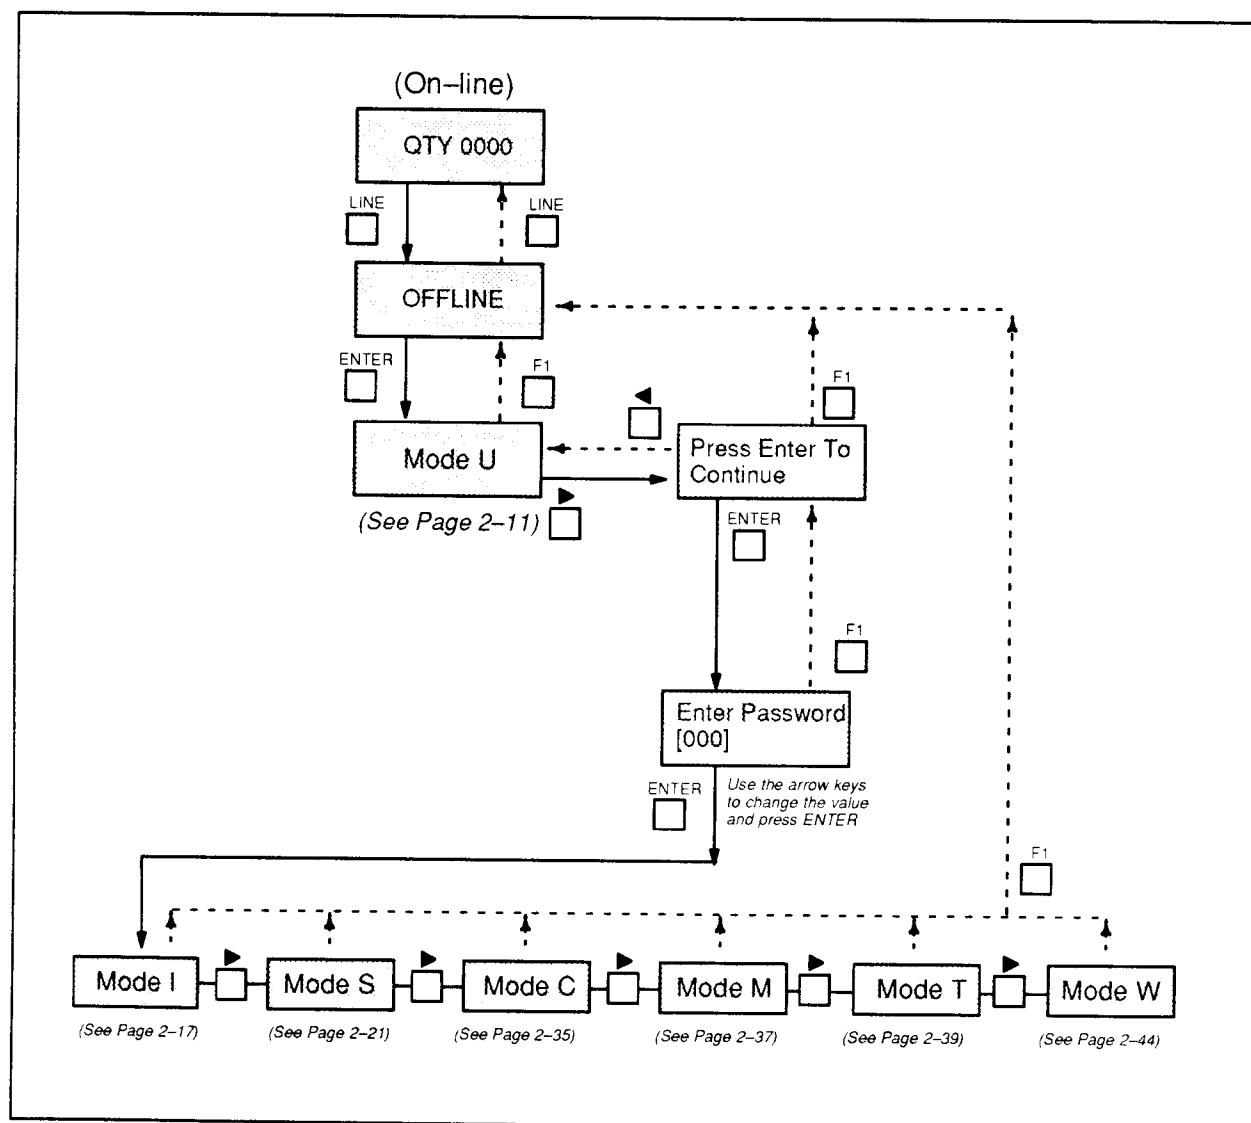 (On–line)
QTY 0000
LINE
LINE
OFFLINE
ENTER
F1
F1
Mode U
Press Enter To
Continue
(See Page 2–11)
ENTER
F1
Enter Password
[000]
ENTER
Use the arrow keys
to change the value
and press ENTER
F1
Mode I
Mode S
Mode C
Mode M
Mode T
Mode W
(See Page 2–17)
(See Page 2–21)
(See Page 2–35)
(See Page 2–37)
(See Page 2–39)
(See Page 2–44)